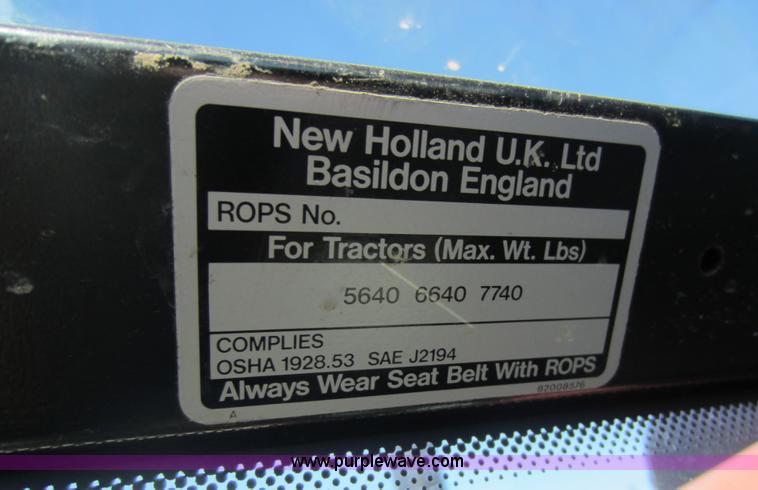 New Holland U.K. Ltd
Basildon England
ROPS No.
For Tractors (Max. Wt. Lbs)
5640 6640 7740
COMPLIES
OSHA 1928.53 SAE J2194
Always Wear Seat Belt With ROPS
A 82008576
www.purplewave.com